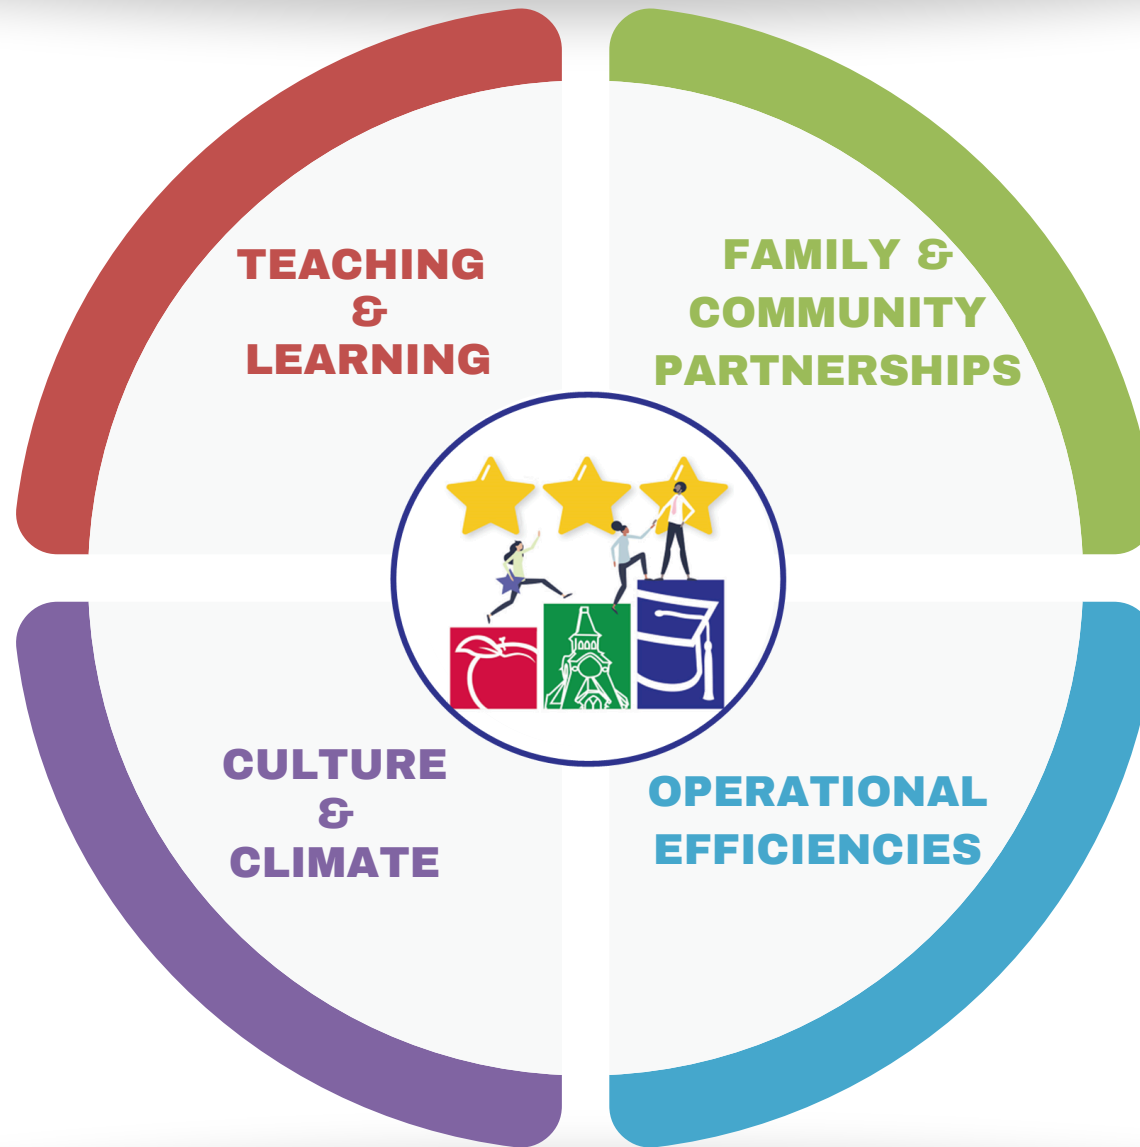 TEACHING
&
LEARNING
FAMILY &
COMMUNITY
PARTNERSHIPS
CULTURE
&
CLIMATE
OPERATIONAL
EFFICIENCIES